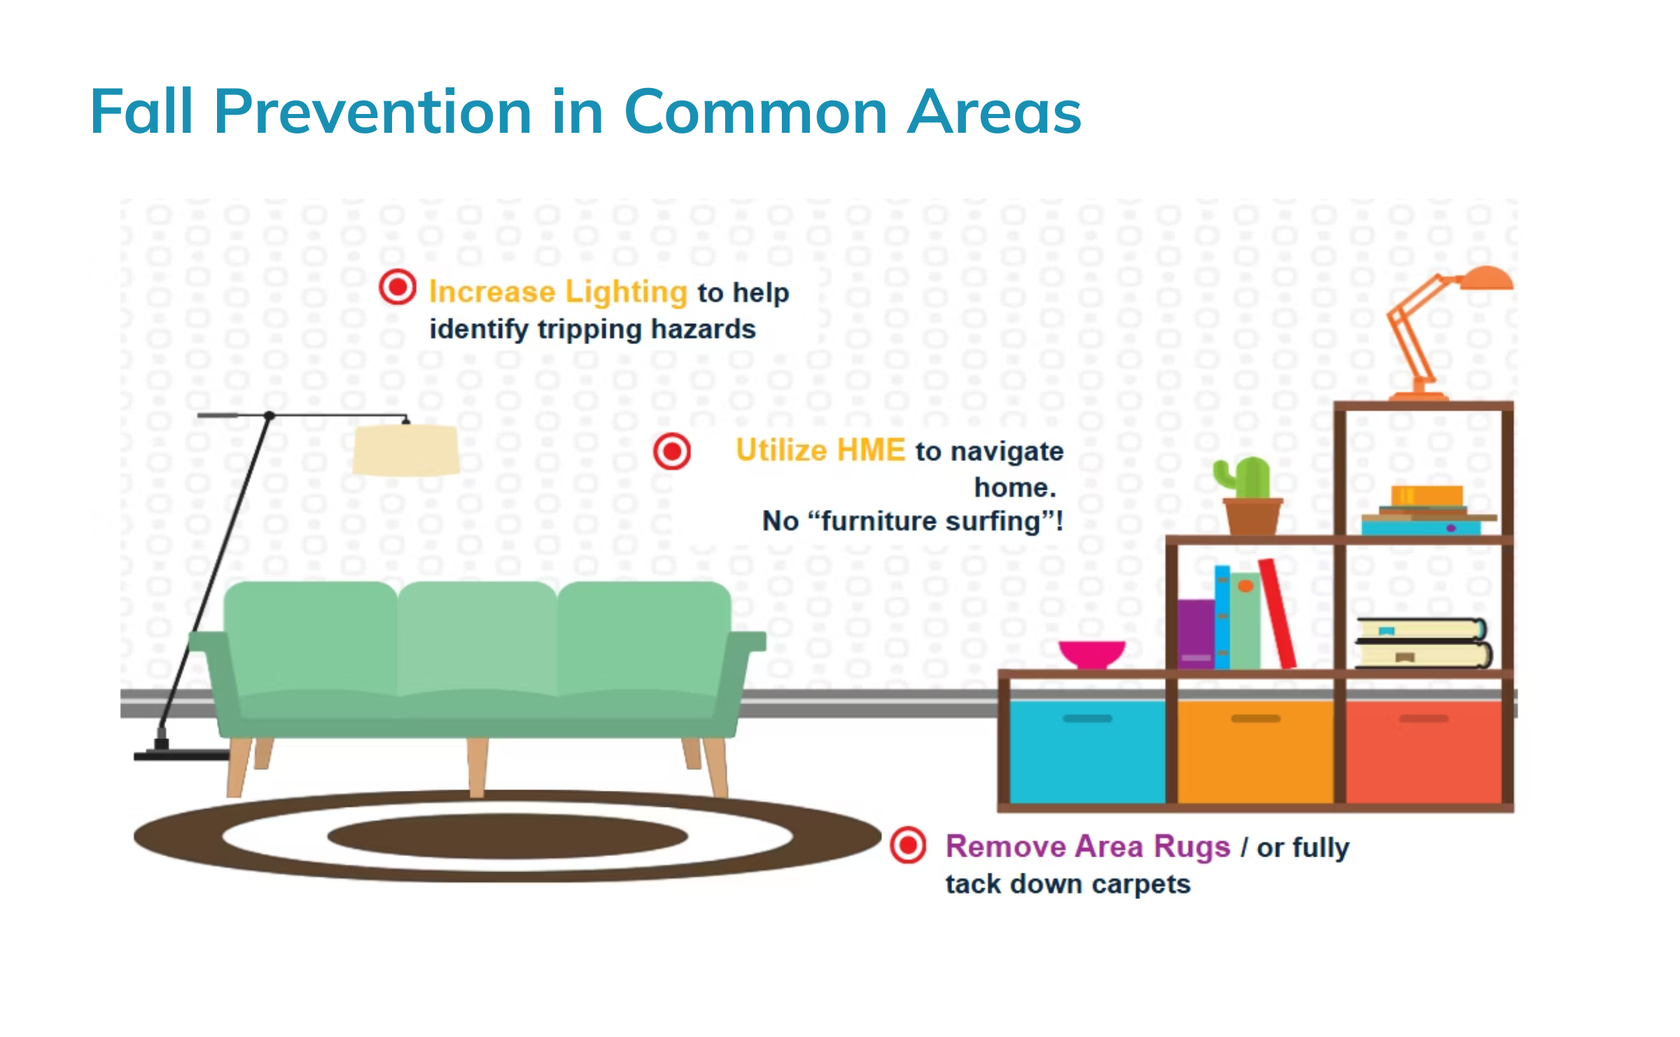 Fall Prevention in Common Areas
Increase Lighting to help
identify tripping hazards
Utilize HME to navigate
home.
No “furniture surfing”!
Remove Area Rugs / or fully
tack down carpets